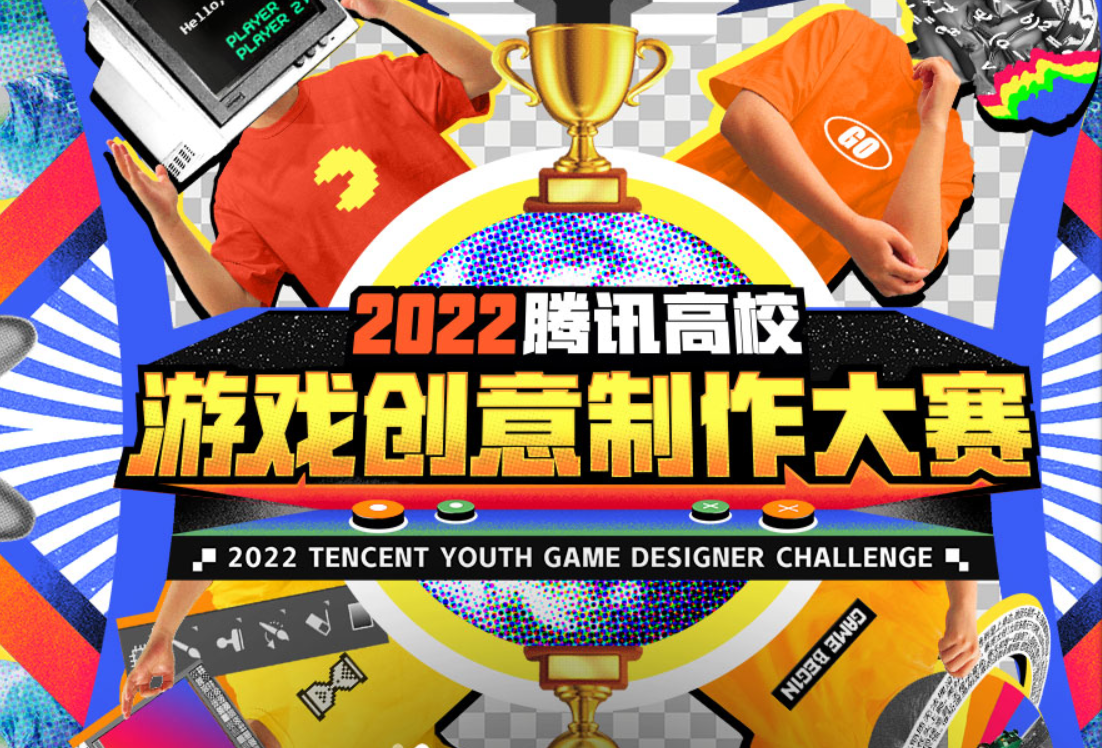 Hello,
PLAYER
PLAYER 2
GO
2022腾讯高校
游戏创意制作大赛
2022 TENCENT YOUTH GAME DESIGNER CHALLENGE
GAME BEGIN